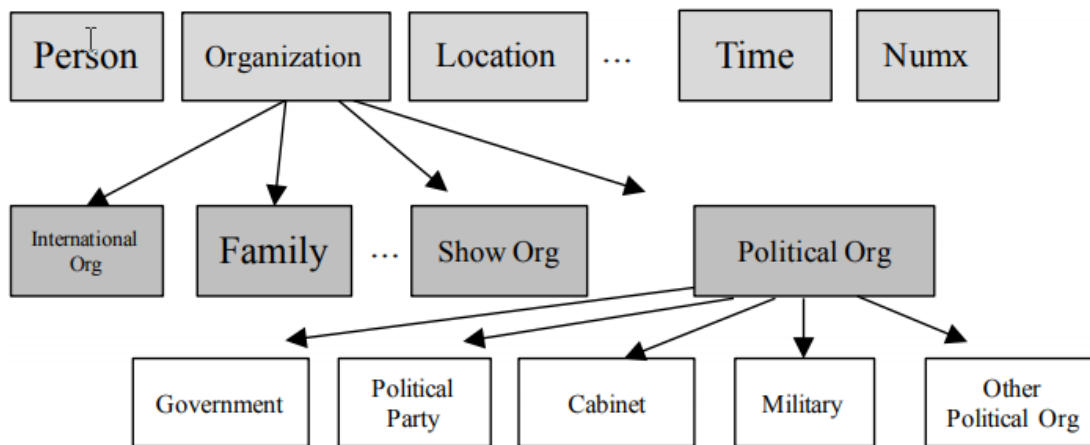 Person
Organization
Location
...
Time
Numx
International
Org
Family
...
Show Org
Political Org
Government
Political
Party
Cabinet
Military
Other
Political Org